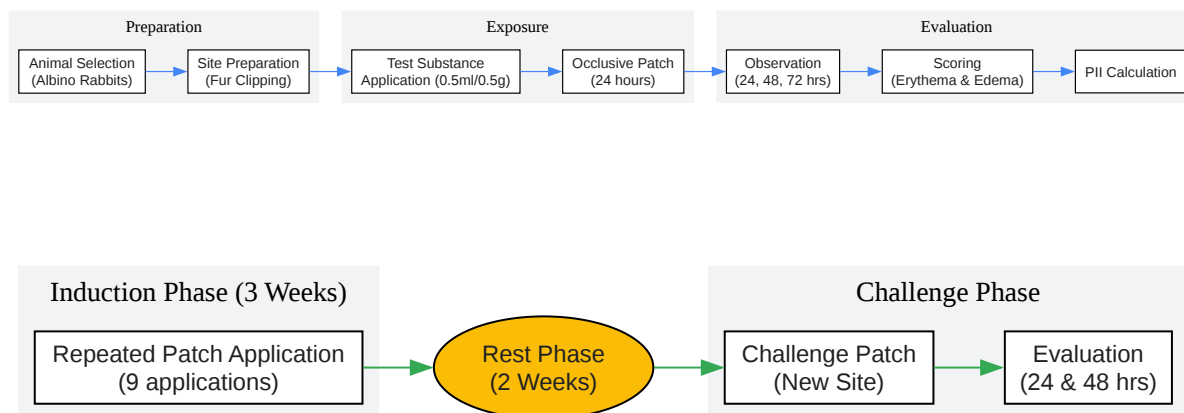 Preparation
Animal Selection
(Albino Rabbits)
Site Preparation
(Fur Clipping)
Exposure
Test Substance
Application (0.5ml/0.5g)
Occlusive Patch
(24 hours)
Evaluation
Observation
(24, 48, 72 hrs)
Scoring
(Erythema & Edema)
PII Calculation
Induction Phase (3 Weeks)
Repeated Patch Application
(9 applications)
Rest Phase
(2 Weeks)
Challenge Phase
Challenge Patch
(New Site)
Evaluation
(24 & 48 hrs)